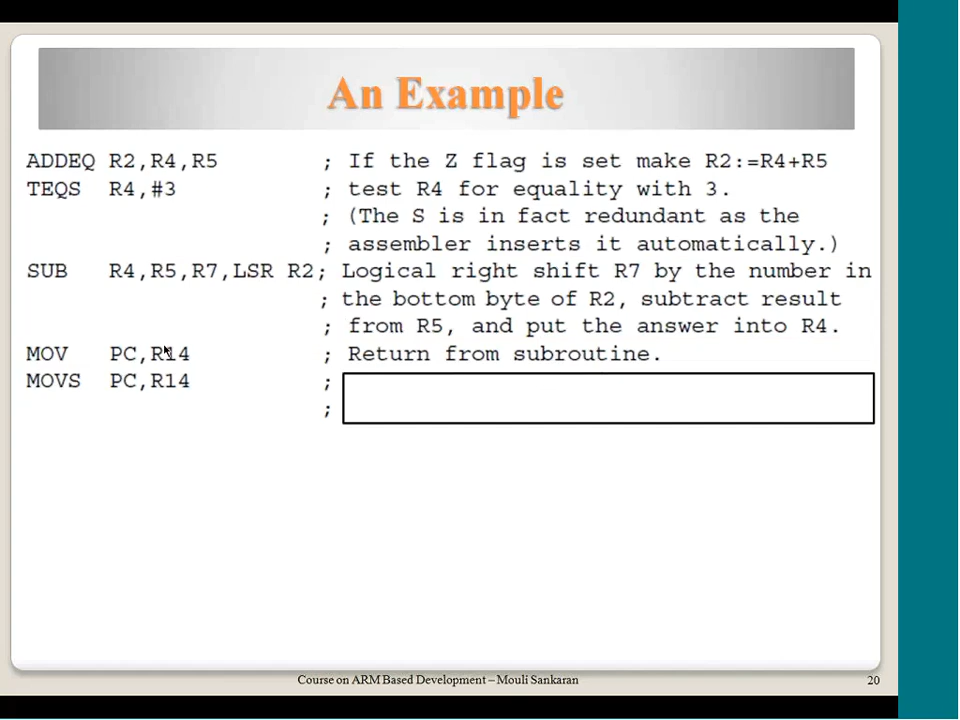 An Example
ADDEQ R2,R4,R5 ; If the Z flag is set make R2:=R4+R5
TEQS R4,#3 ; test R4 for equality with 3.
; (The S is in fact redundant as the
; assembler inserts it automatically.)
SUB R4,R5,R7,LSR R2; Logical right shift R7 by the number in
; the bottom byte of R2, subtract result
; from R5, and put the answer into R4.
MOV PC,R14 ; Return from subroutine.
MOVS PC,R14 ;
;
Course on ARM Based Development – Mouli Sankaran 20